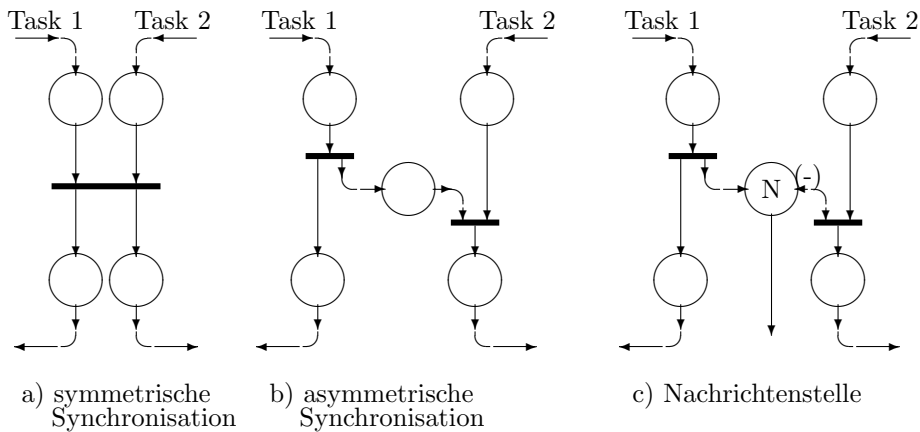 Task 1 Task 2 Task 1 Task 2 Task 1 Task 2
(-)
N
a) symmetrische b) asymmetrische c) Nachrichtenstelle
Synchronisation Synchronisation